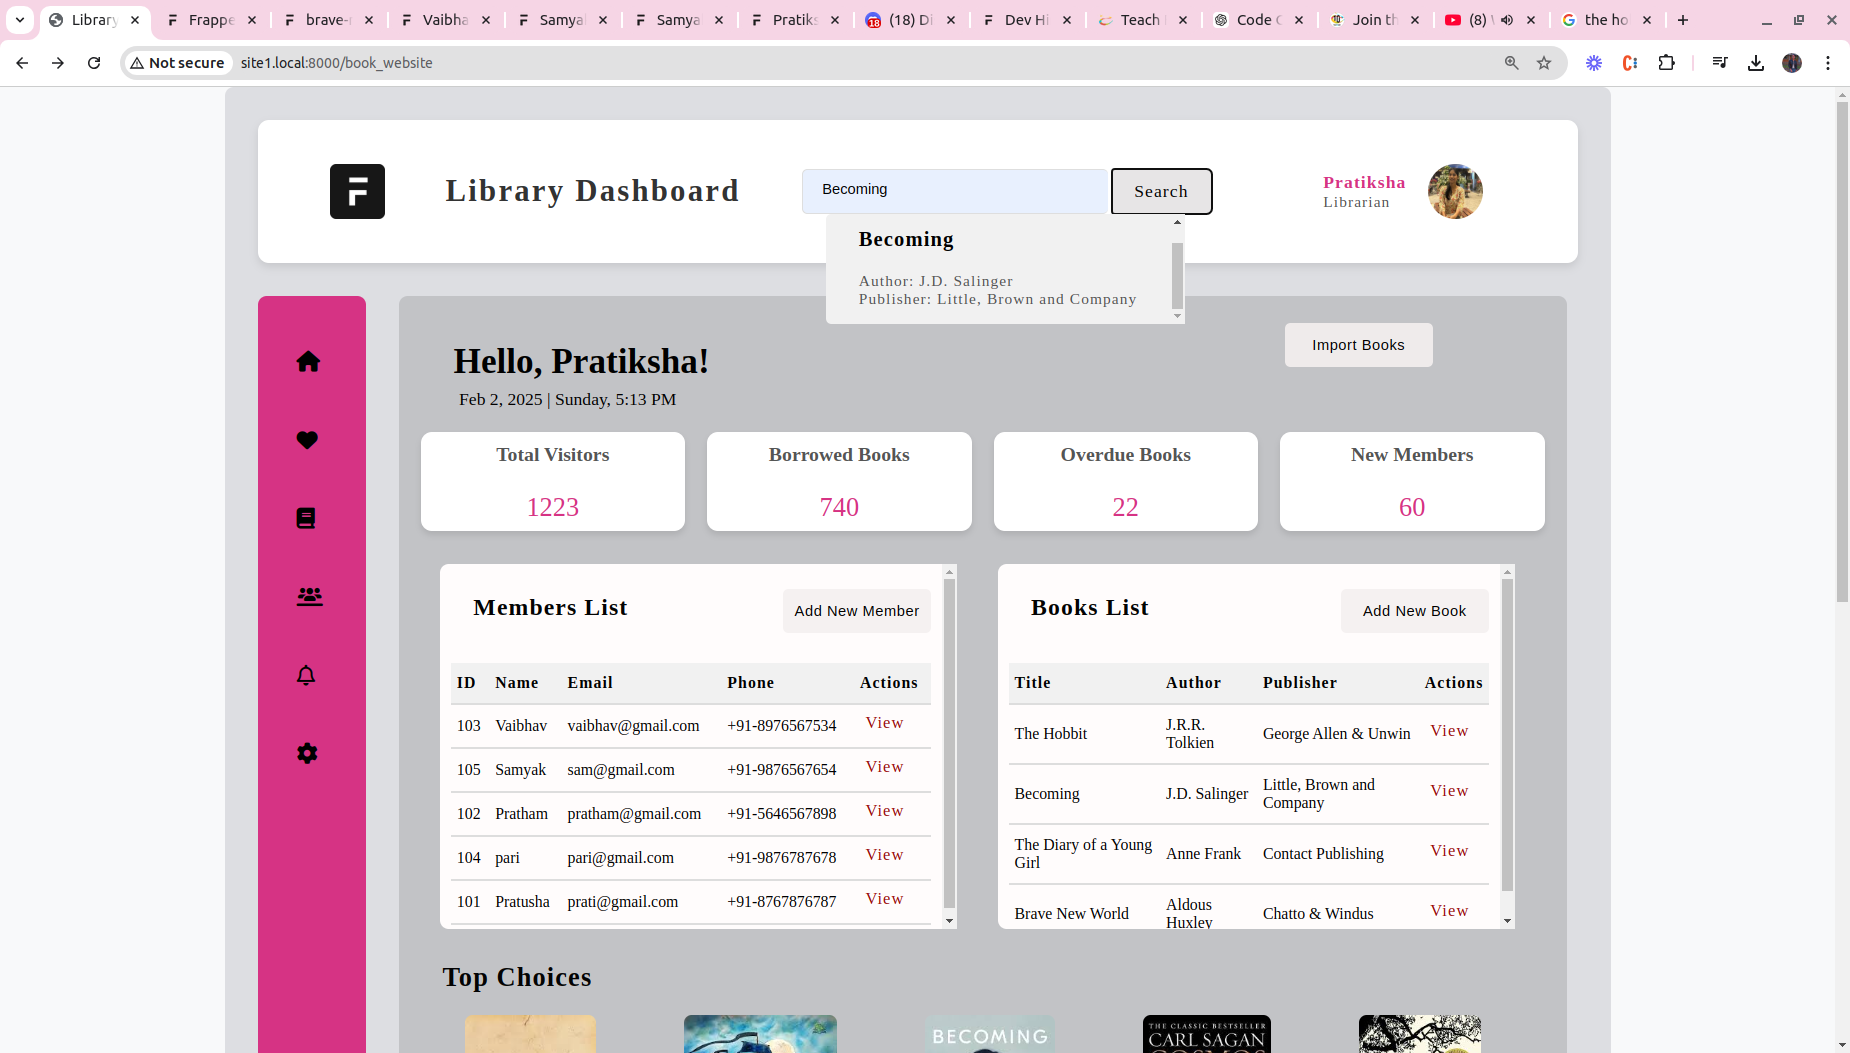 Library
Frappe
brave-
Vaibha
Samya
Samya
Pratiks
18
(18) Di
Dev Hi
Teach
Code
Join th
(8)
the ho
Not secure
site1.local:8000/book_website
F
Library Dashboard
Becoming
Search
Pratiksha
Librarian
Becoming
Author: J.D. Salinger
Publisher: Little, Brown and Company
Hello, Pratiksha!
Import Books
Feb 2, 2025 | Sunday, 5:13 PM
Total Visitors
1223
Borrowed Books
740
Overdue Books
22
New Members
60
Members List
Add New Member
ID Name Email Phone Actions
103 Vaibhav vaibhav@gmail.com +91-8976567534 View
105 Samyak sam@gmail.com +91-9876567654 View
102 Pratham pratham@gmail.com +91-5646567898 View
104 pari pari@gmail.com +91-9876787678 View
101 Pratusha prati@gmail.com +91-8767876787 View
Books List
Add New Book
Title Author Publisher Actions
The Hobbit J.R.R. Tolkien George Allen & Unwin View
Becoming J.D. Salinger Little, Brown and Company View
The Diary of a Young Girl Anne Frank Contact Publishing View
Brave New World Aldous Huxley Chatto & Windus View
Top Choices
BECOMING
THE CLASSIC BESTSELLER
CARL SAGAN
COSMOS